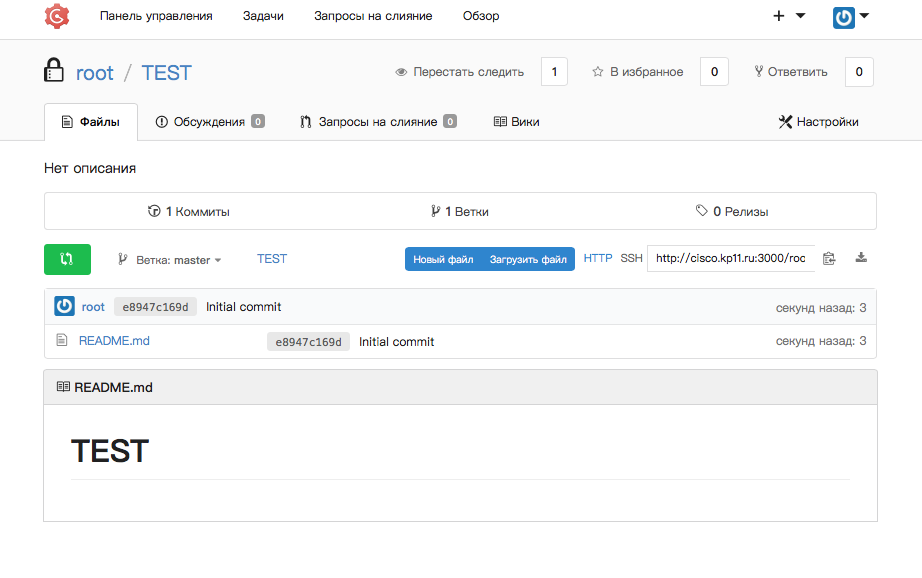 Панель управления Задачи Запросы на слияние Обзор
root / TEST Перестать следить 1 В избранное 0 Ответвить 0
Файлы Обсуждения 0 Запросы на слияние 0 Вики Настройки
Нет описания
1 Коммиты 1 Ветки 0 Релизы
Ветка: master TEST Новый файл Загрузить файл HTTP SSH http://cisco.kp11.ru:3000/roo
root e8947c169d Initial commit секунд назад: 3
README.md e8947c169d Initial commit секунд назад: 3
README.md
TEST